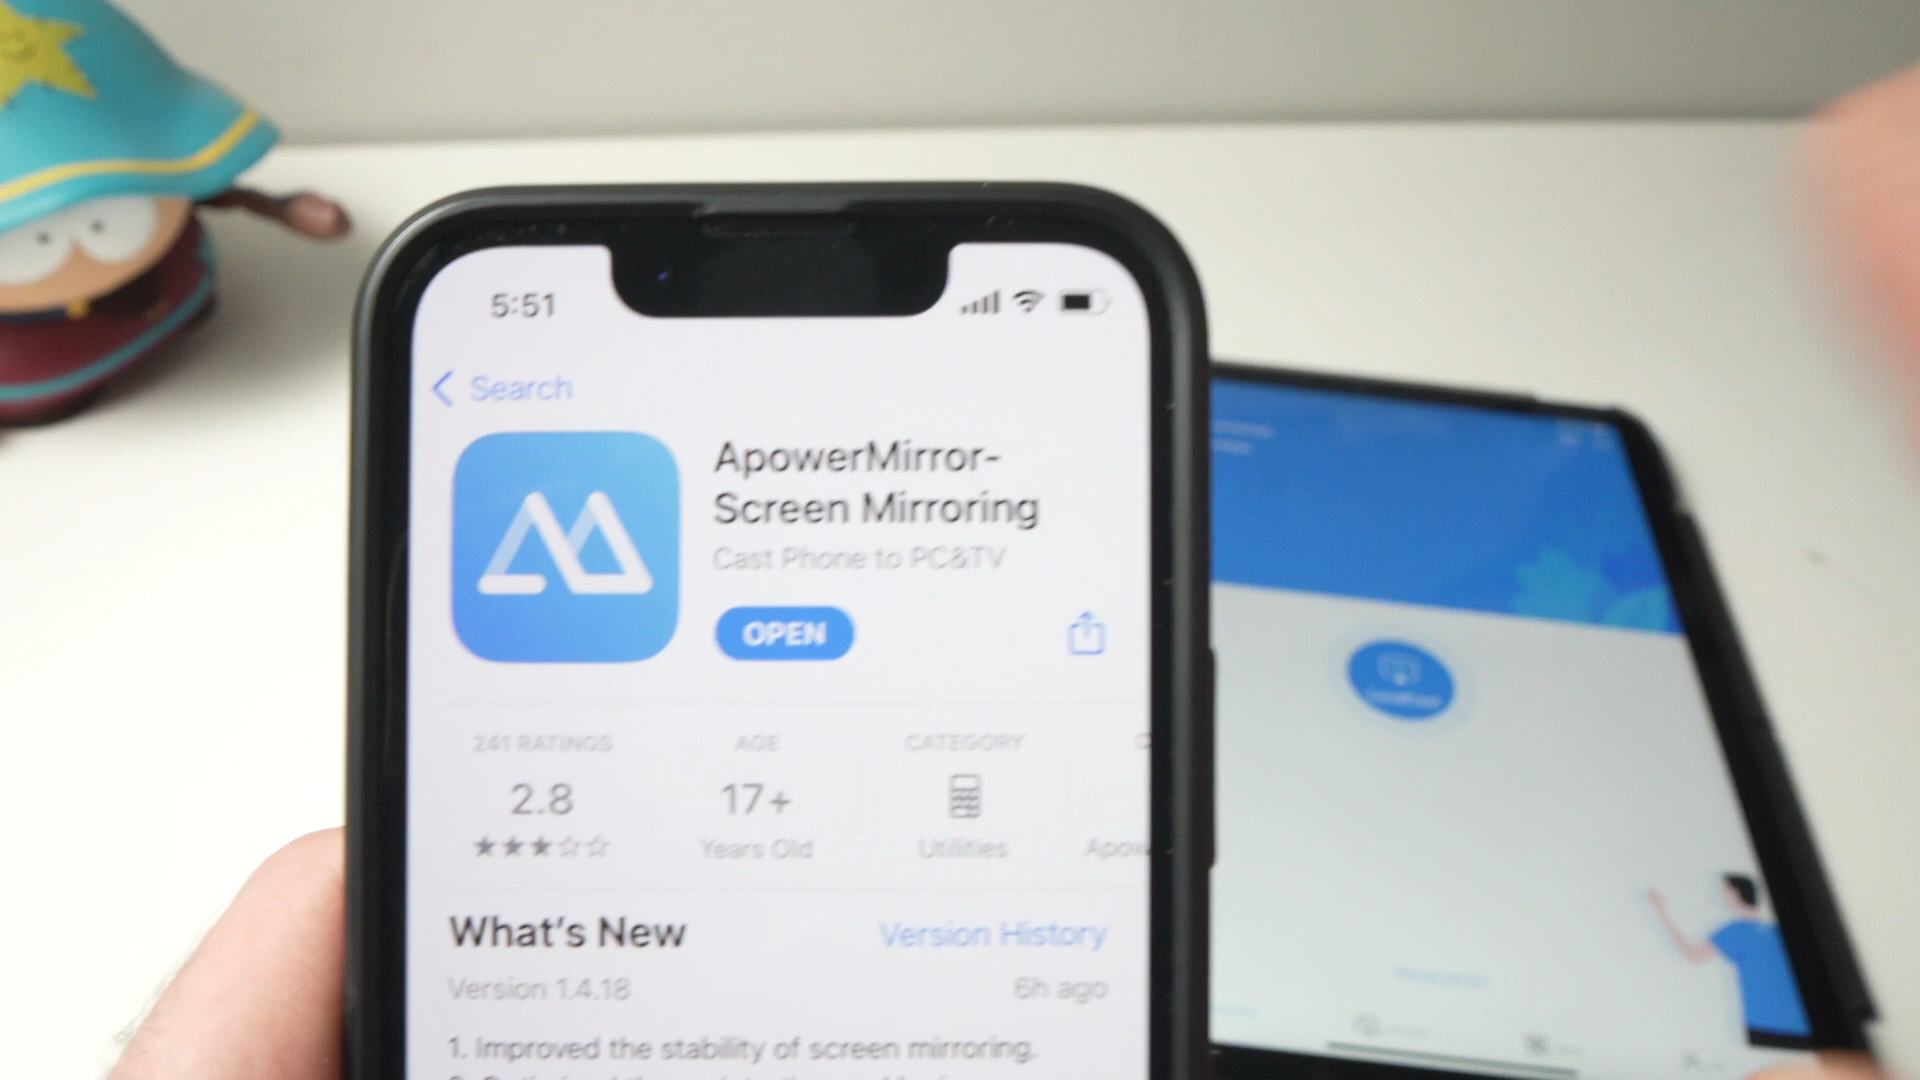 5:51
Search
ApowerMirror-
Screen Mirroring
Cast Phone to PC&TV
OPEN
241 RATINGS
AGE
CATEGORY
2.8
17+
Years Old
Utilities
Apow
What's New
Version History
Version 1.4.18
6h ago
1. Improved the stability of screen mirroring.